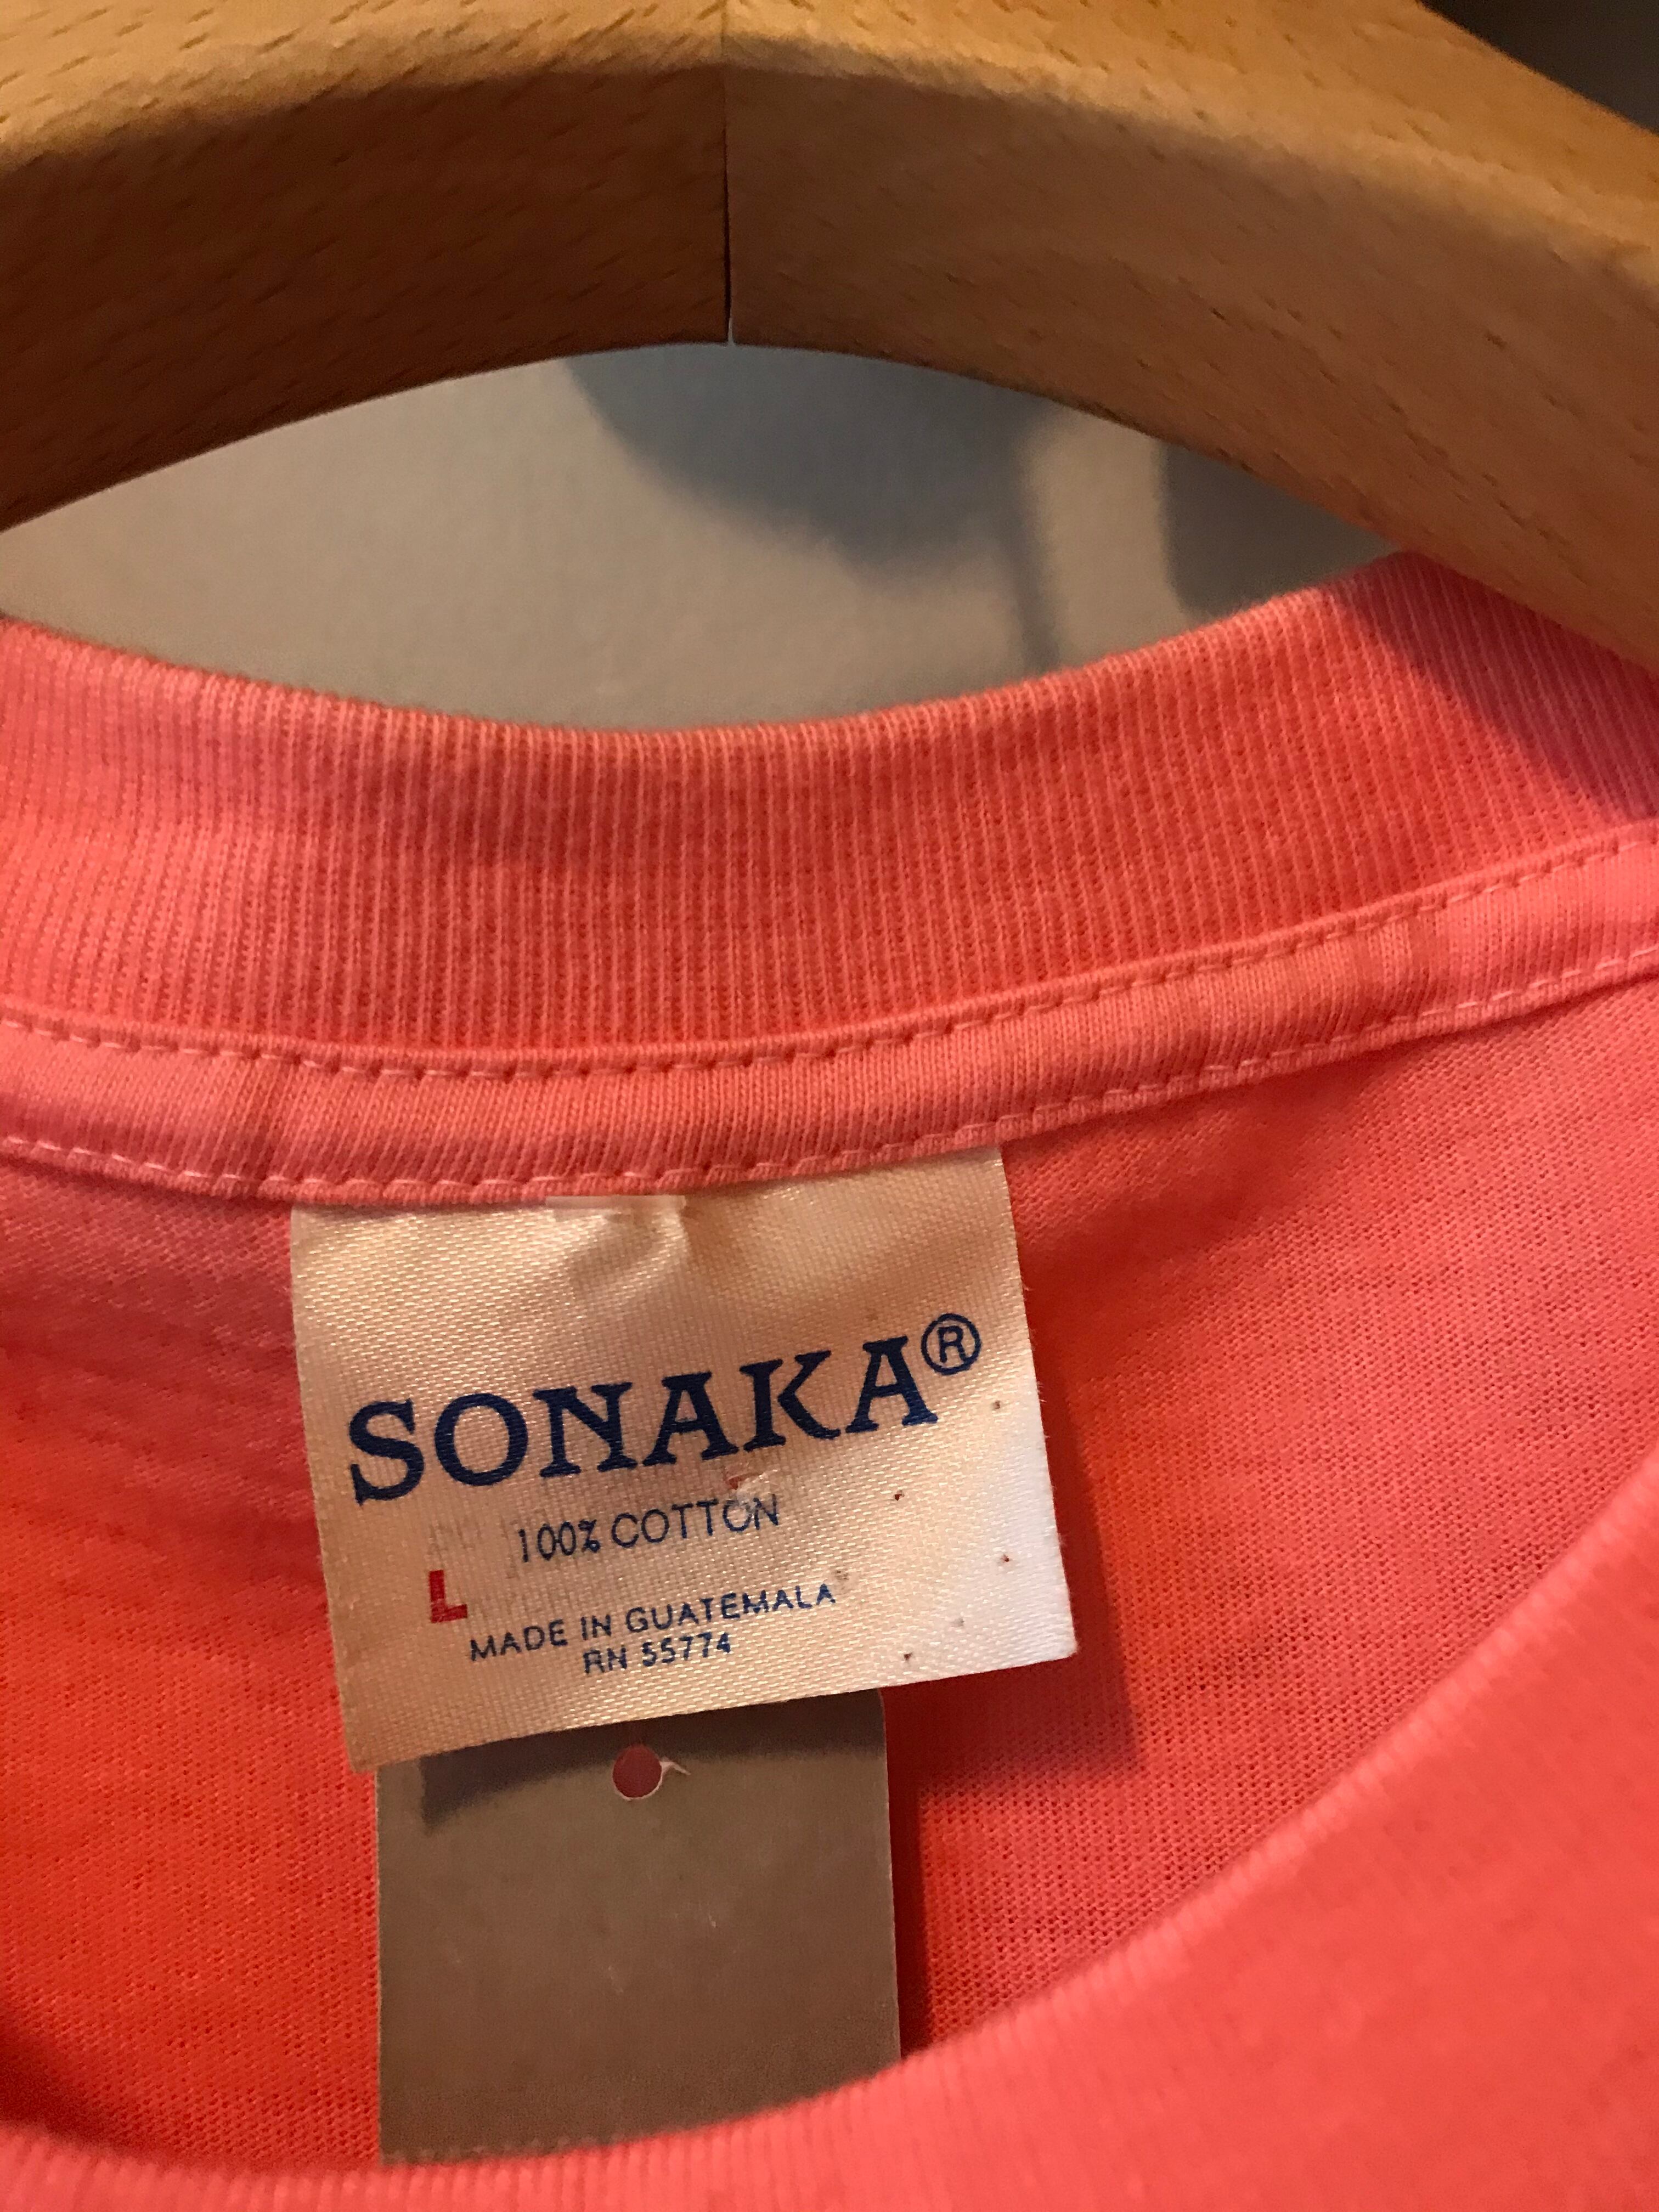 SONAKA®
100% COTTON
L
MADE IN GUATEMALA
RN 55774